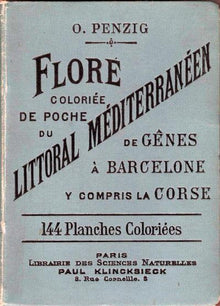 O. PENZIG
FLORE
COLORIÉE
DE POCHE
DU
LITTORAL MÉDITERRANÉEN
DE GÊNES
À BARCELONE
Y COMPRIS LA CORSE
144 Planches Coloriées
PARIS
LIBRAIRIE DES SCIENCES NATURELLES
PAUL KLINCKSIECK
3, Rue Corneille, 3